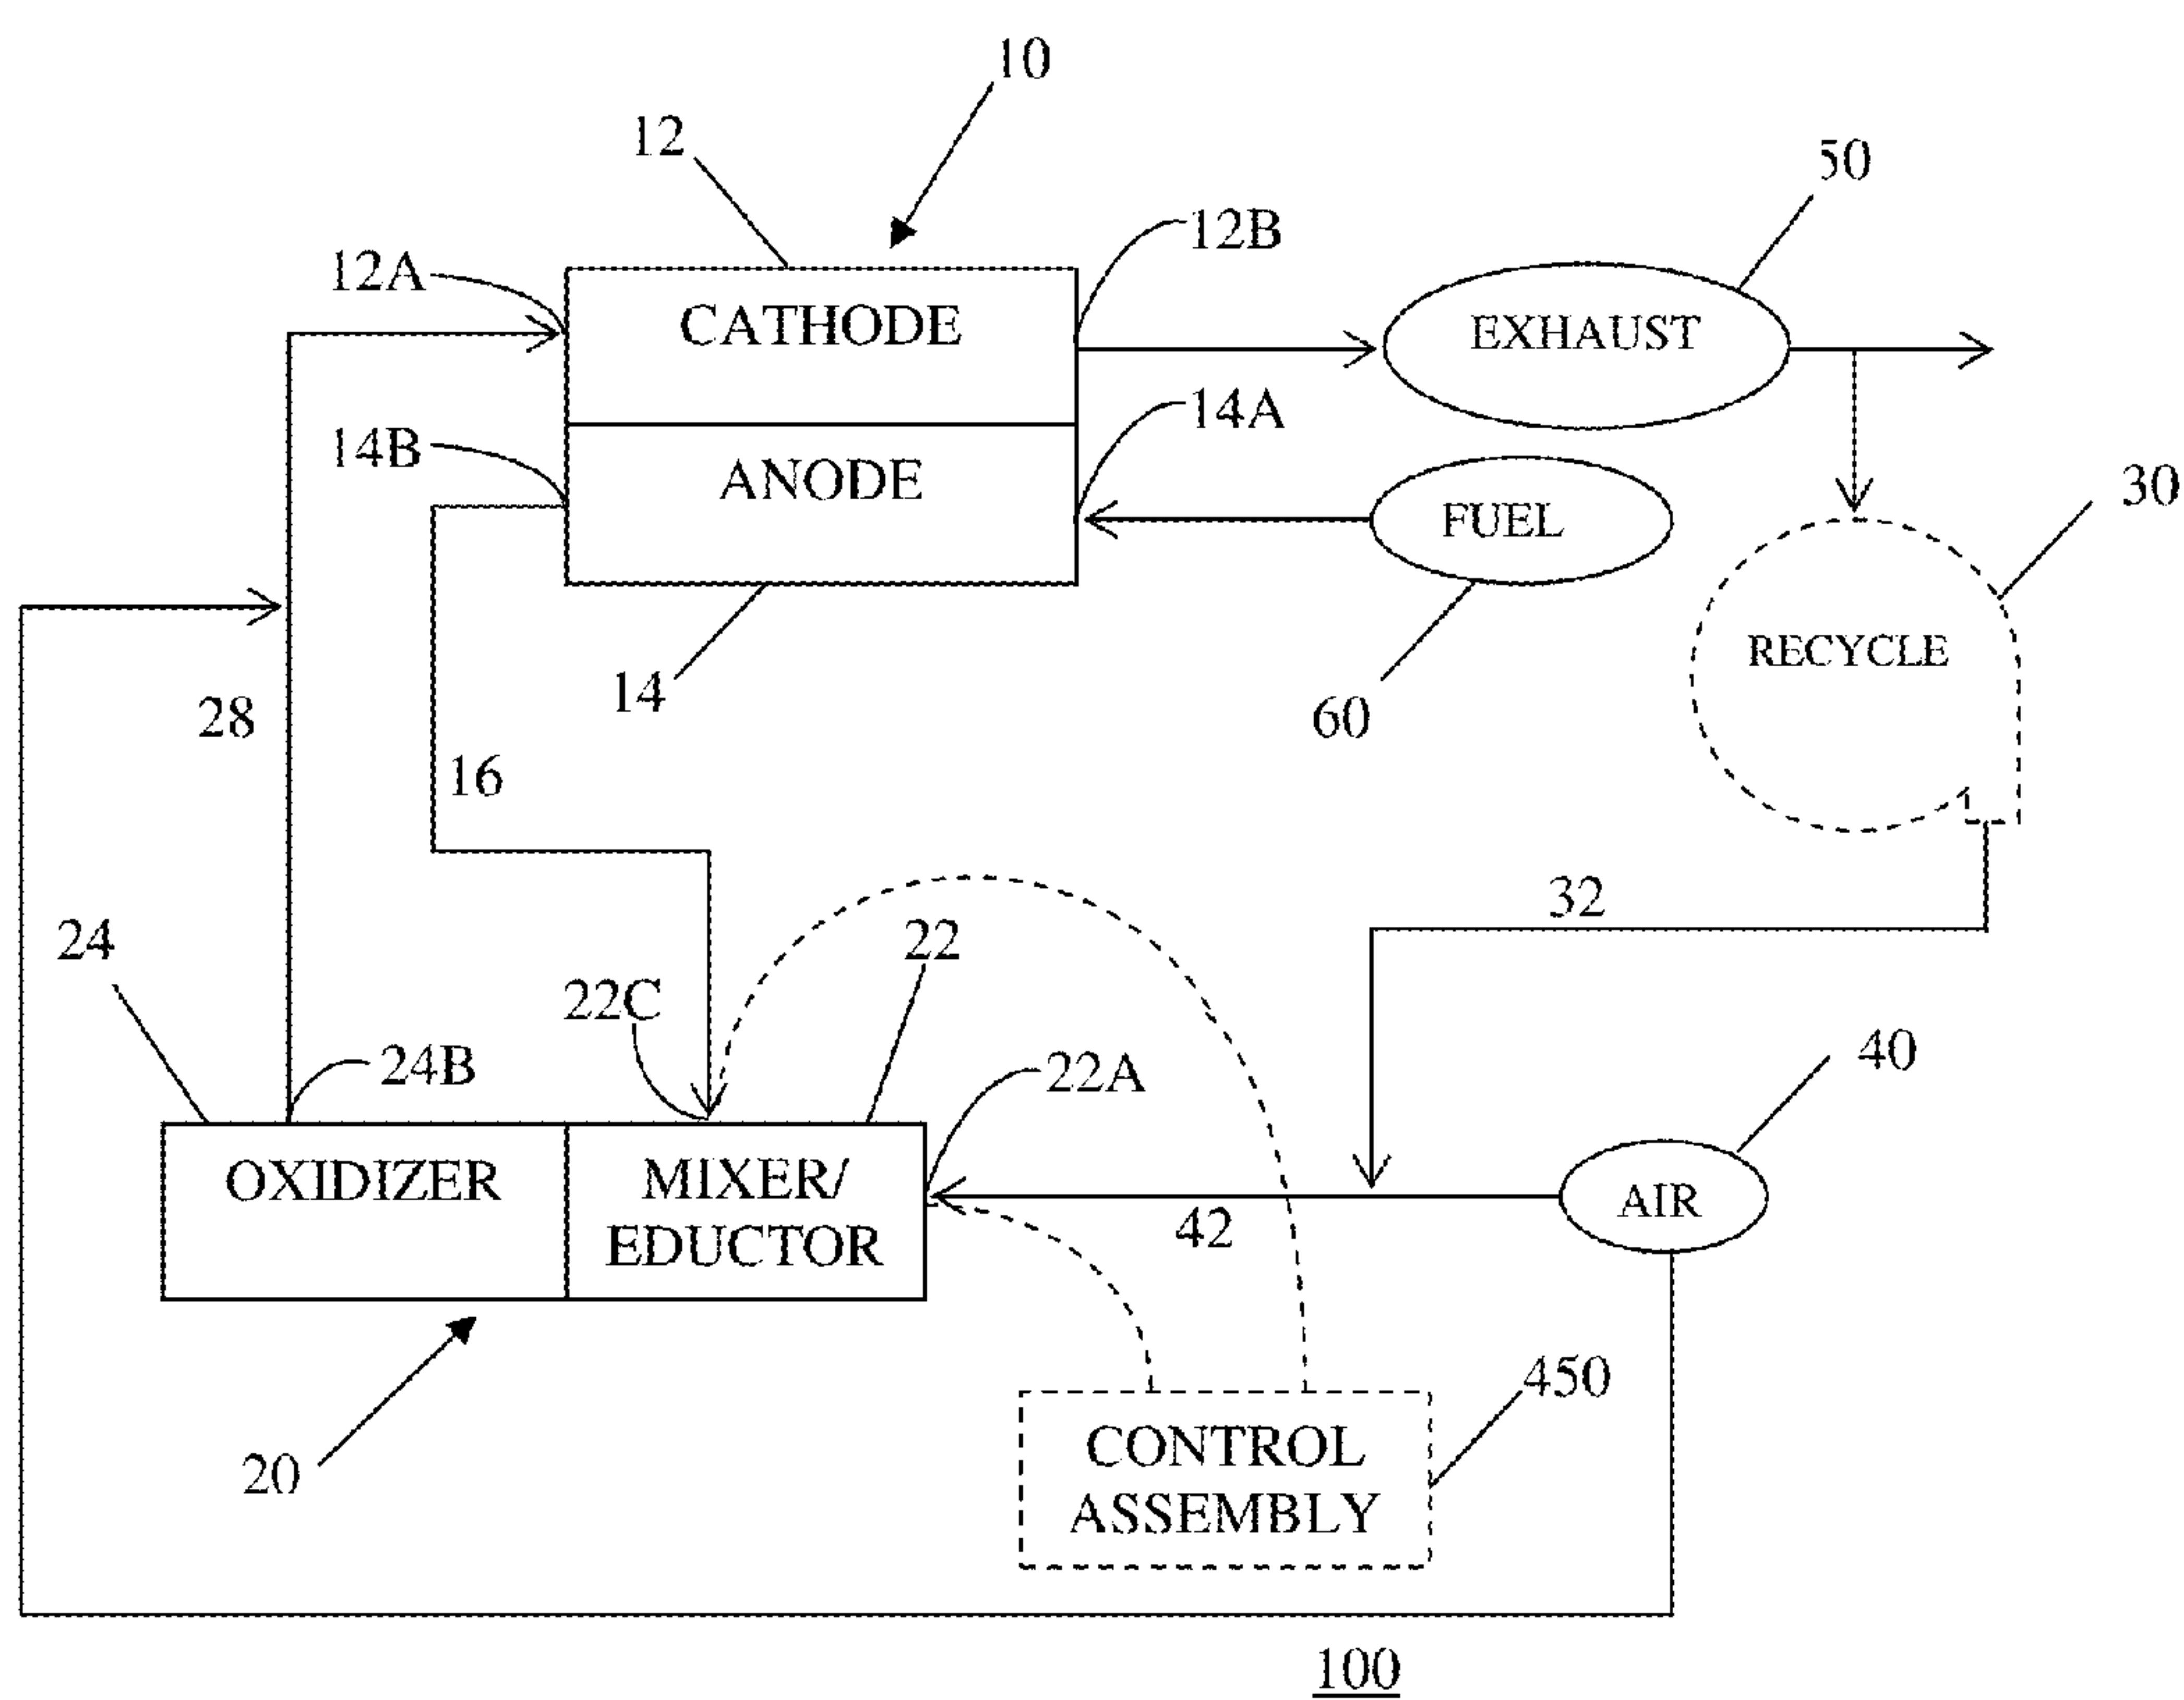 10
12
50
12B
12A
CATHODE
EXHAUST
14A
14B
ANODE
FUEL
30
RECYCLE
14
28
60
16
32
24
22
22C
24B
22A
40
OXIDIZER
MIXER/
EDUCTOR
AIR
42
450
CONTROL
ASSEMBLY
20
100